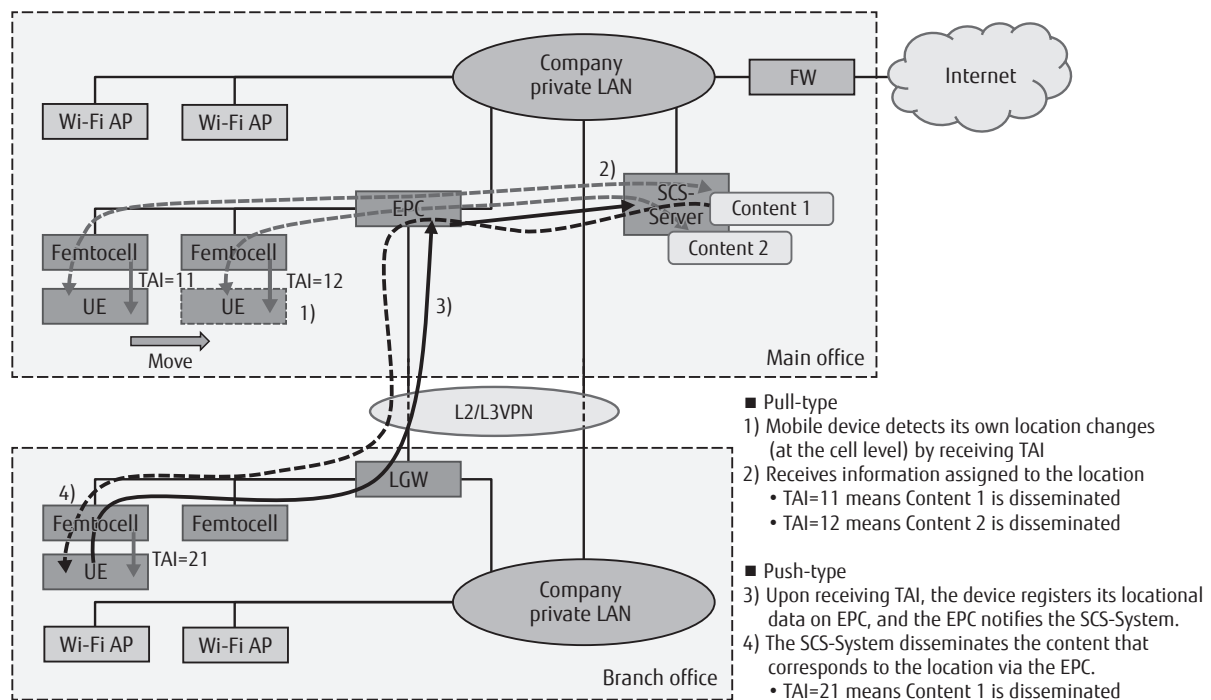 Company
private LAN
FW
Internet
Wi-Fi AP
Wi-Fi AP
2)
EPC
SCS-
Server
Content 1
Content 2
Femtocell
Femtocell
TAI=11
TAI=12
UE
UE
1)
3)
Move
Main office
L2/L3VPN
LGW
4)
Femtocell
Femtocell
UE
TAI=21
Company
private LAN
Wi-Fi AP
Wi-Fi AP
Branch office
■ Pull-type
1) Mobile device detects its own location changes
(at the cell level) by receiving TAI
2) Receives information assigned to the location
• TAI=11 means Content 1 is disseminated
• TAI=12 means Content 2 is disseminated
■ Push-type
3) Upon receiving TAI, the device registers its locational
data on EPC, and the EPC notifies the SCS-System.
4) The SCS-System disseminates the content that
corresponds to the location via the EPC.
• TAI=21 means Content 1 is disseminated